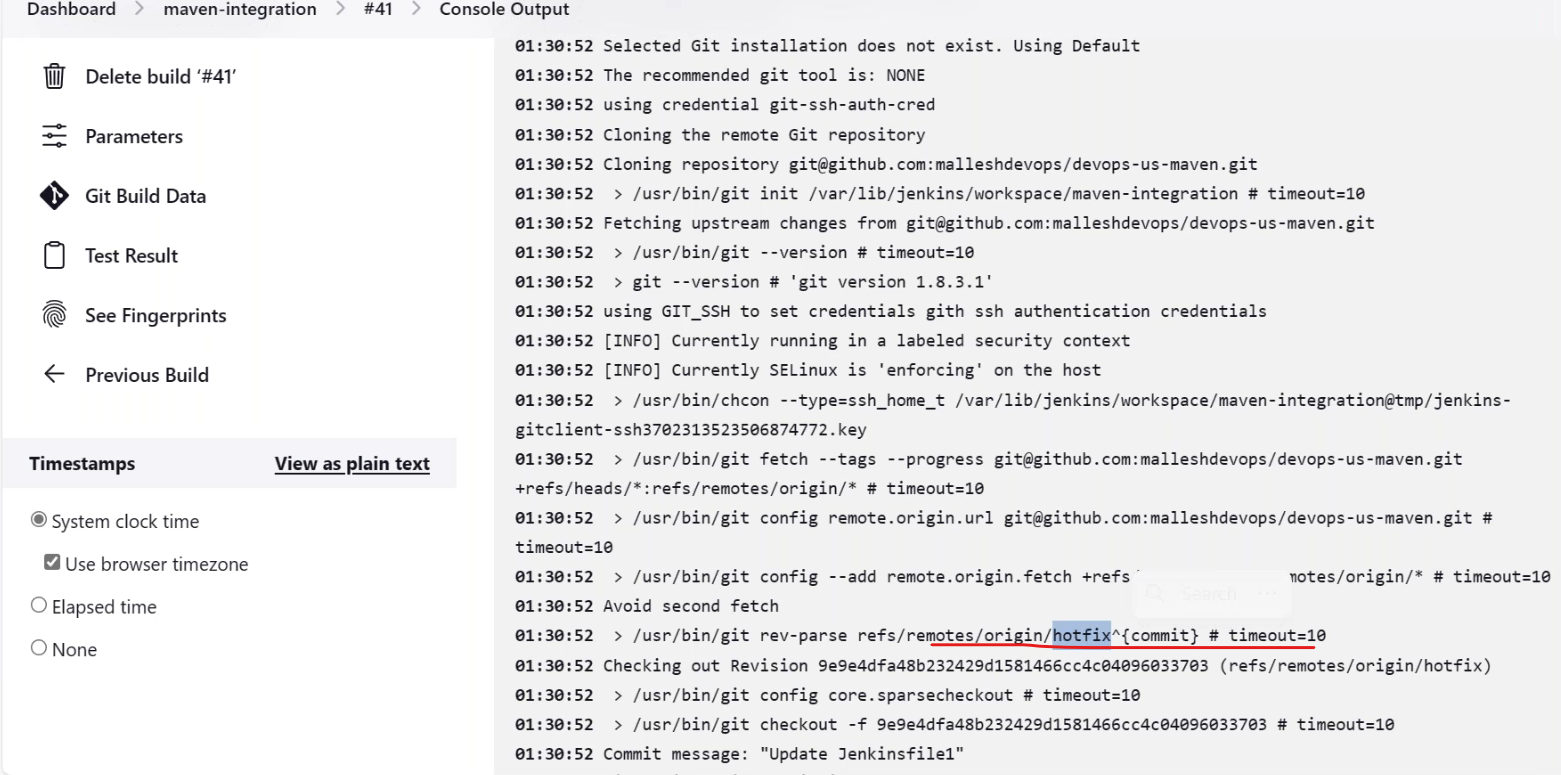 Dashboard > maven-integration > #41 > Console Output
Delete build ‘#41’
Parameters
Git Build Data
Test Result
See Fingerprints
Previous Build
Timestamps View as plain text
System clock time
Use browser timezone
Elapsed time
None
01:30:52 Selected Git installation does not exist. Using Default
01:30:52 The recommended git tool is: NONE
01:30:52 using credential git-ssh-auth-cred
01:30:52 Cloning the remote Git repository
01:30:52 Cloning repository git@github.com:malleshdevops/devops-us-maven.git
01:30:52  > /usr/bin/git init /var/lib/jenkins/workspace/maven-integration # timeout=10
01:30:52 Fetching upstream changes from git@github.com:malleshdevops/devops-us-maven.git
01:30:52  > /usr/bin/git --version # timeout=10
01:30:52  > git --version # 'git version 1.8.3.1'
01:30:52 using GIT_SSH to set credentials gith ssh authentication credentials
01:30:52 [INFO] Currently running in a labeled security context
01:30:52 [INFO] Currently SELinux is 'enforcing' on the host
01:30:52  > /usr/bin/chcon --type=ssh_home_t /var/lib/jenkins/workspace/maven-integration@tmp/jenkins-
gitclient-ssh3702313523506874772.key
01:30:52  > /usr/bin/git fetch --tags --progress git@github.com:malleshdevops/devops-us-maven.git
+refs/heads/*:refs/remotes/origin/* # timeout=10
01:30:52  > /usr/bin/git config remote.origin.url git@github.com:malleshdevops/devops-us-maven.git #
timeout=10
01:30:52  > /usr/bin/git config --add remote.origin.fetch +refs/ motes/origin/* # timeout=10
Search ...
01:30:52 Avoid second fetch
01:30:52  > /usr/bin/git rev-parse refs/remotes/origin/hotfix^{commit} # timeout=10
01:30:52 Checking out Revision 9e9e4dfa48b232429d1581466cc4c04096033703 (refs/remotes/origin/hotfix)
01:30:52  > /usr/bin/git config core.sparsecheckout # timeout=10
01:30:52  > /usr/bin/git checkout -f 9e9e4dfa48b232429d1581466cc4c04096033703 # timeout=10
01:30:52 Commit message: "Update Jenkinsfile1"